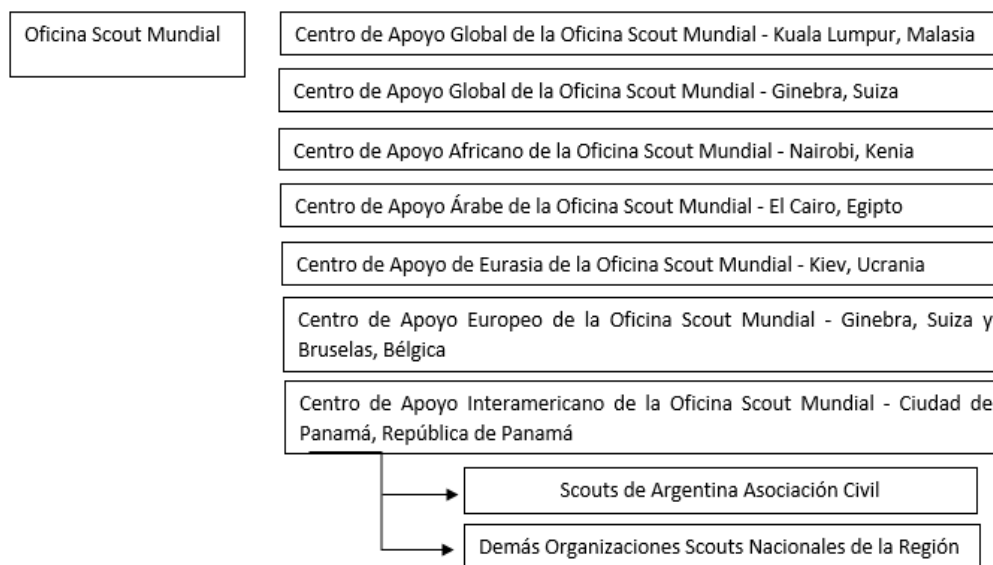 Oficina Scout Mundial
Centro de Apoyo Global de la Oficina Scout Mundial - Kuala Lumpur, Malasia
Centro de Apoyo Global de la Oficina Scout Mundial - Ginebra, Suiza
Centro de Apoyo Africano de la Oficina Scout Mundial - Nairobi, Kenia
Centro de Apoyo Árabe de la Oficina Scout Mundial - El Cairo, Egipto
Centro de Apoyo de Eurasia de la Oficina Scout Mundial - Kiev, Ucrania
Centro de Apoyo Europeo de la Oficina Scout Mundial - Ginebra, Suiza y
Bruselas, Bélgica
Centro de Apoyo Interamericano de la Oficina Scout Mundial - Ciudad de
Panamá, República de Panamá
Scouts de Argentina Asociación Civil
Demás Organizaciones Scouts Nacionales de la Región